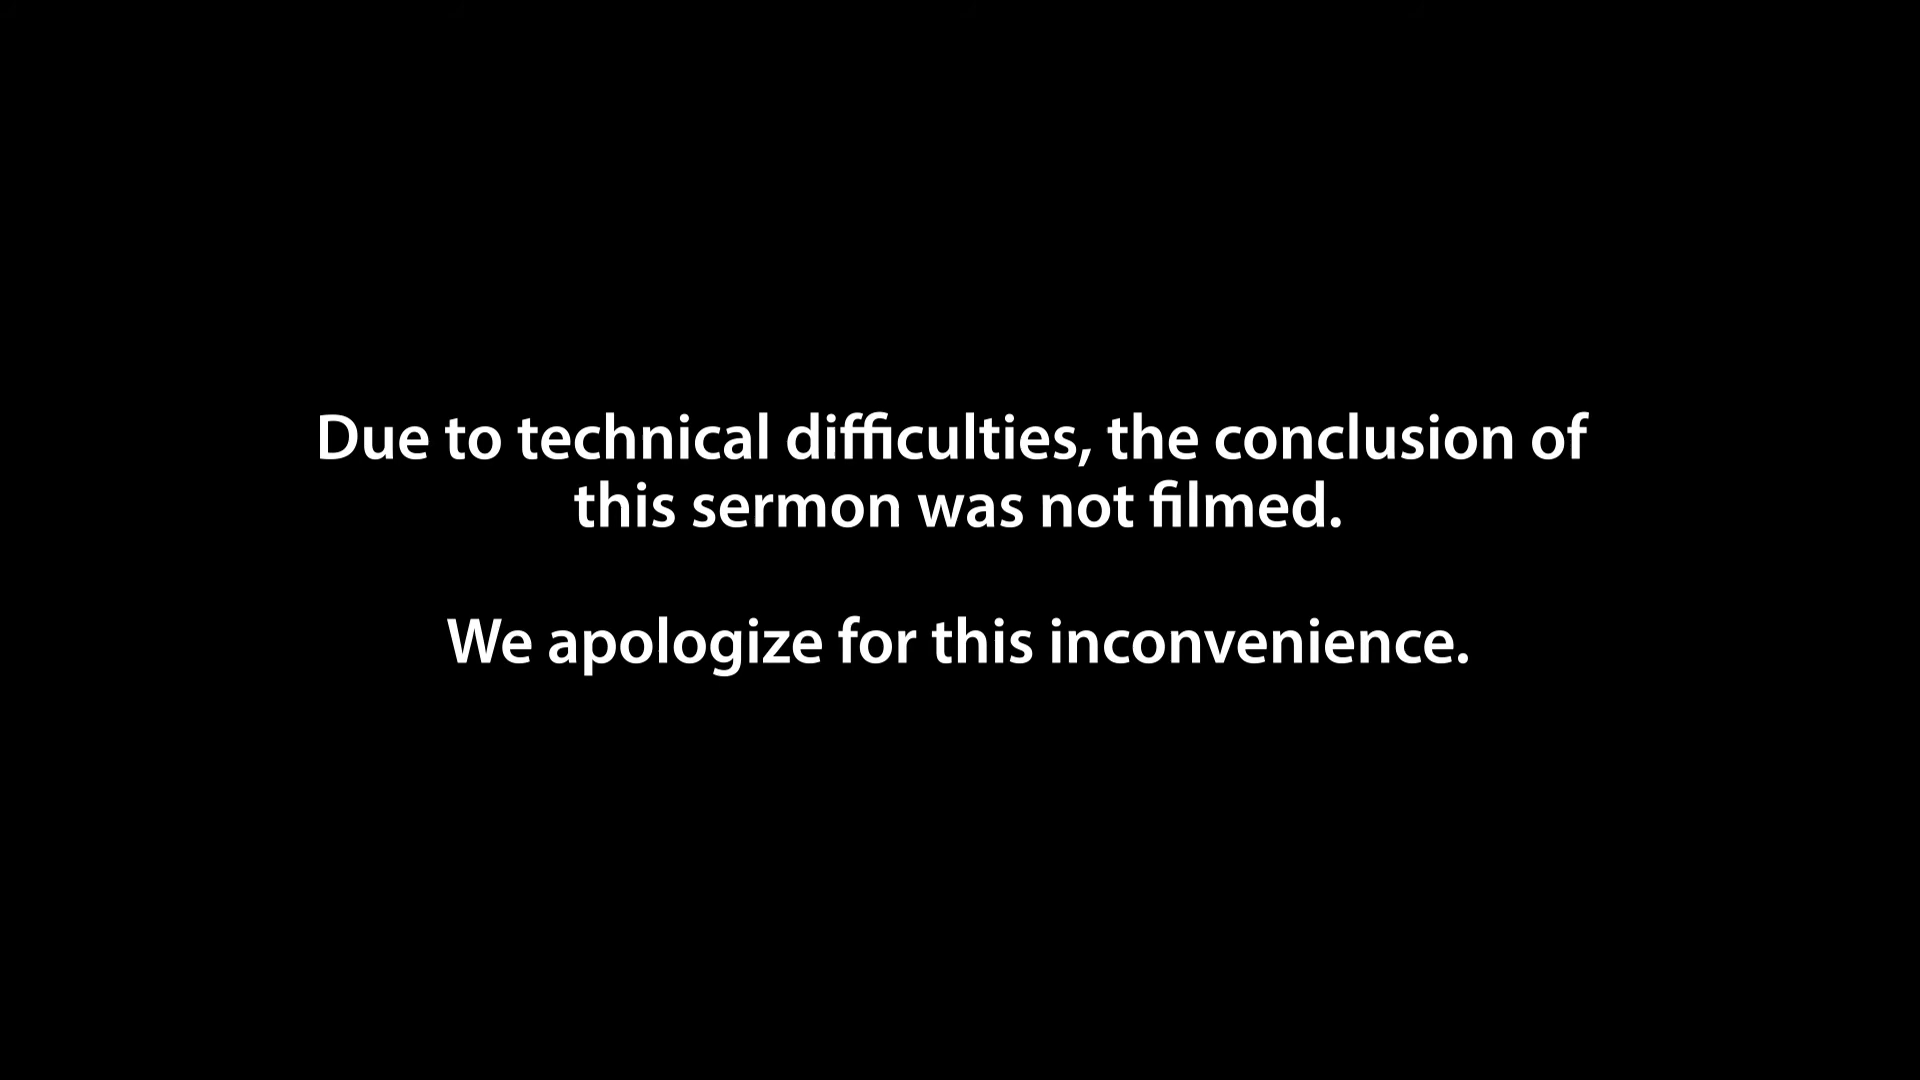 Due to technical difficulties, the conclusion of
this sermon was not filmed.
We apologize for this inconvenience.